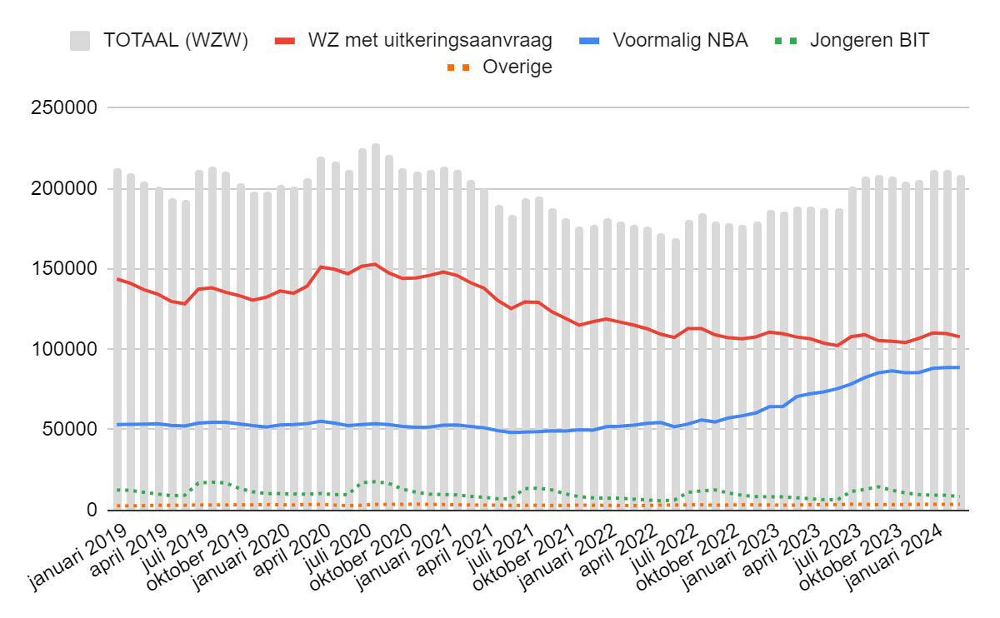 TOTAAL (WZW) WZ met uitkeringsaanvraag Voormalig NBA Jongeren BIT
Overige
250000
200000
150000
100000
50000
0
januari 2019
april 2019
juli 2019
oktober 2019
januari 2020
april 2020
juli 2020
oktober 2020
januari 2021
april 2021
juli 2021
oktober 2021
januari 2022
april 2022
juli 2022
oktober 2022
januari 2023
april 2023
juli 2023
oktober 2023
januari 2024